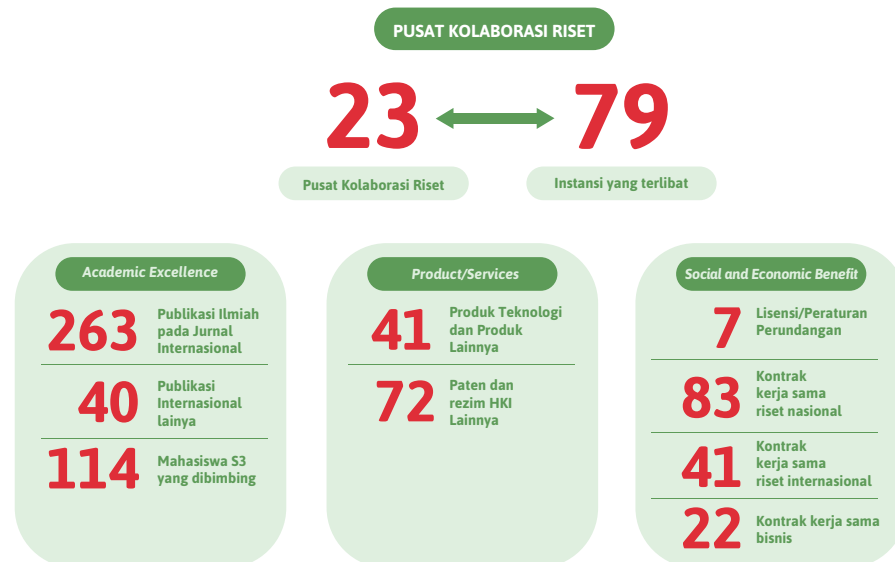 PUSAT KOLABORASI RISET
23
79
Pusat Kolaborasi Riset
Instansi yang terlibat
Academic Excellence
263
Publikasi Ilmiah
pada Jurnal
Internasional
40
Publikasi
Internasional
lainya
114
Mahasiswa S3
yang dibimbing
Product/Services
41
Produk Teknologi
dan Produk
Lainnya
72
Paten dan
rezim HKI
Lainnya
Social and Economic Benefit
7
Lisensi/Peraturan
Perundangan
83
Kontrak
kerja sama
riset nasional
41
Kontrak
kerja sama
riset internasional
22
Kontrak kerja sama
bisnis